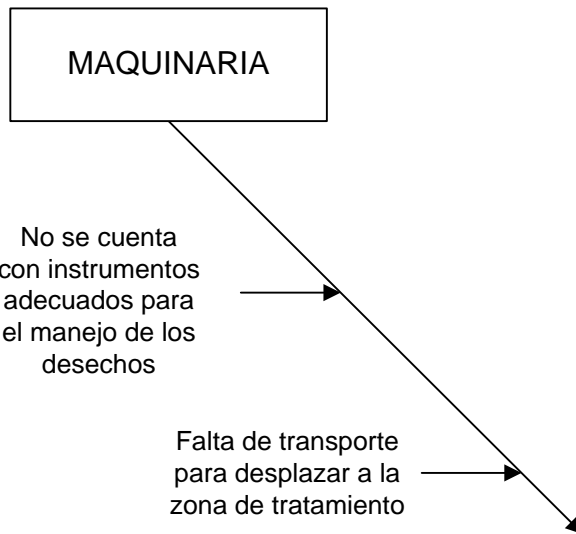 MAQUINARIA
No se cuenta
con instrumentos
adecuados para
el manejo de los
desechos
Falta de transporte
para desplazar a la
zona de tratamiento